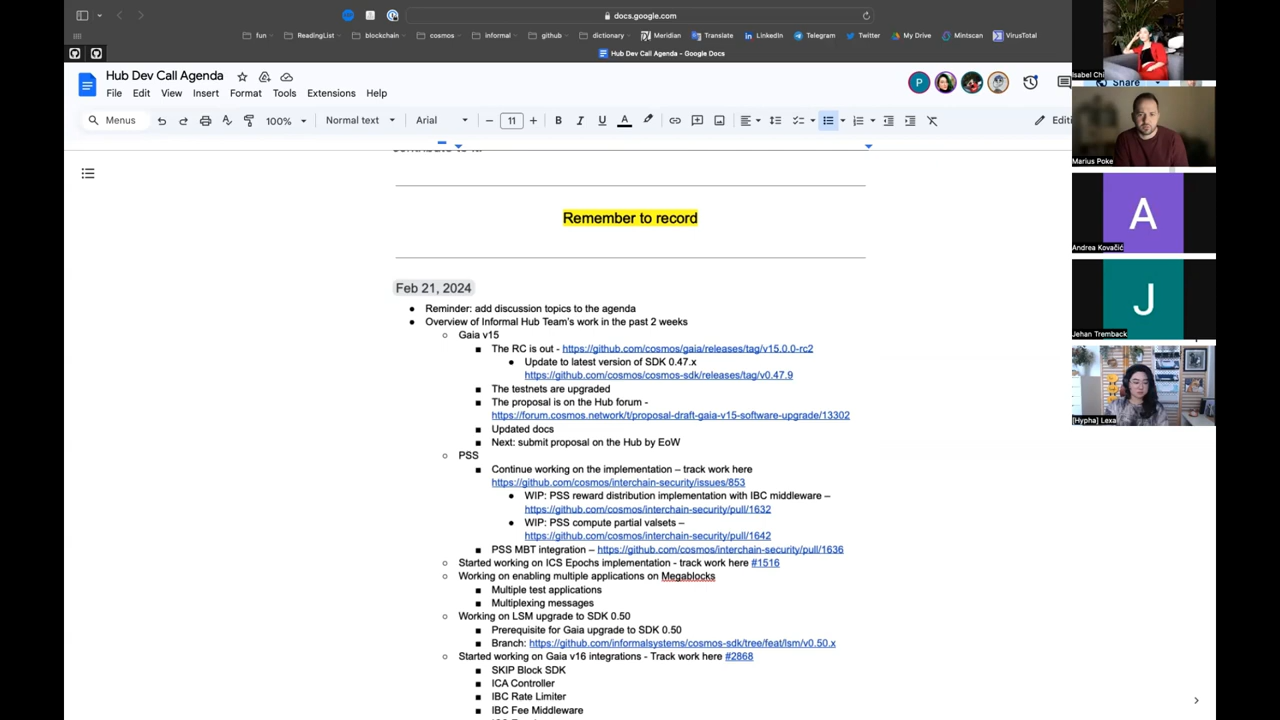 docs.google.com
fun
ReadingList
blockchain
cosmos
informal
github
dictionary
Meridian
Translate
LinkedIn
Telegram
Twitter
My Drive
Mintscan
VirusTotal
Hub Dev Call Agenda - Google Docs
Hub Dev Call Agenda
File Edit View Insert Format Tools Extensions Help
P
Share
Menus
100%
Normal text
Arial
11
Remember to record
Feb 21, 2024
Reminder: add discussion topics to the agenda
Overview of Informal Hub Team's work in the past 2 weeks
Gaia v15
The RC is out - https://github.com/cosmos/gaia/releases/tag/v15.0.0-rc2
Update to latest version of SDK 0.47.x
https://github.com/cosmos/cosmos-sdk/releases/tag/v0.47.9
The testnets are upgraded
The proposal is on the Hub forum -
https://forum.cosmos.network/t/proposal-draft-gaia-v15-software-upgrade/13302
Updated docs
Next: submit proposal on the Hub by EoW
PSS
Continue working on the implementation – track work here
https://github.com/cosmos/interchain-security/issues/853
WIP: PSS reward distribution implementation with IBC middleware –
https://github.com/cosmos/interchain-security/pull/1632
WIP: PSS compute partial valsets –
https://github.com/cosmos/interchain-security/pull/1642
PSS MBT integration – https://github.com/cosmos/interchain-security/pull/1636
Started working on ICS Epochs implementation - track work here #1516
Working on enabling multiple applications on Megablocks
Multiple test applications
Multiplexing messages
Working on LSM upgrade to SDK 0.50
Prerequisite for Gaia upgrade to SDK 0.50
Branch: https://github.com/informalsystems/cosmos-sdk/tree/feat/lsm/v0.50.x
Started working on Gaia v16 integrations - Track work here #2868
SKIP Block SDK
ICA Controller
IBC Rate Limiter
IBC Fee Middleware
Isabel Chi
Marius Poke
A
Andrea Kovačić
J
Jehan Tremback
[Hypha] Lexa